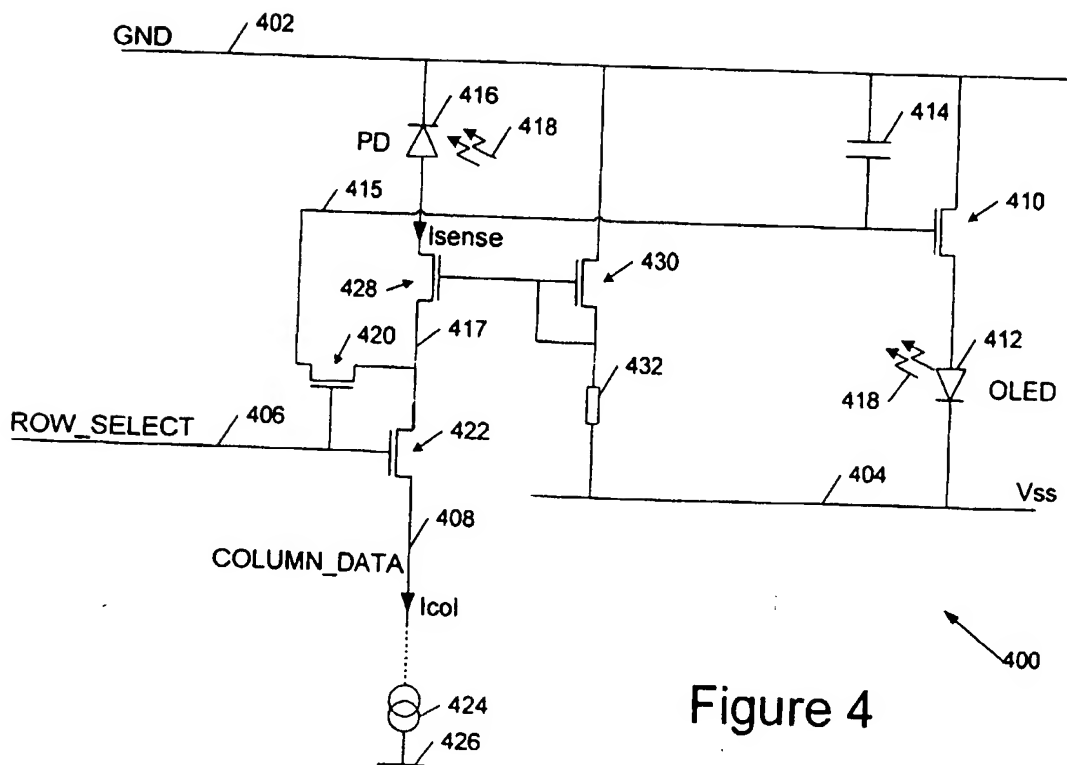 GND
402
416
PD
418
414
415
410
Isense
430
428
420
417
412
432
418
OLED
ROW_SELECT
406
422
404
Vss
408
COLUMN_DATA
Icol
400
424
Figure 4
426